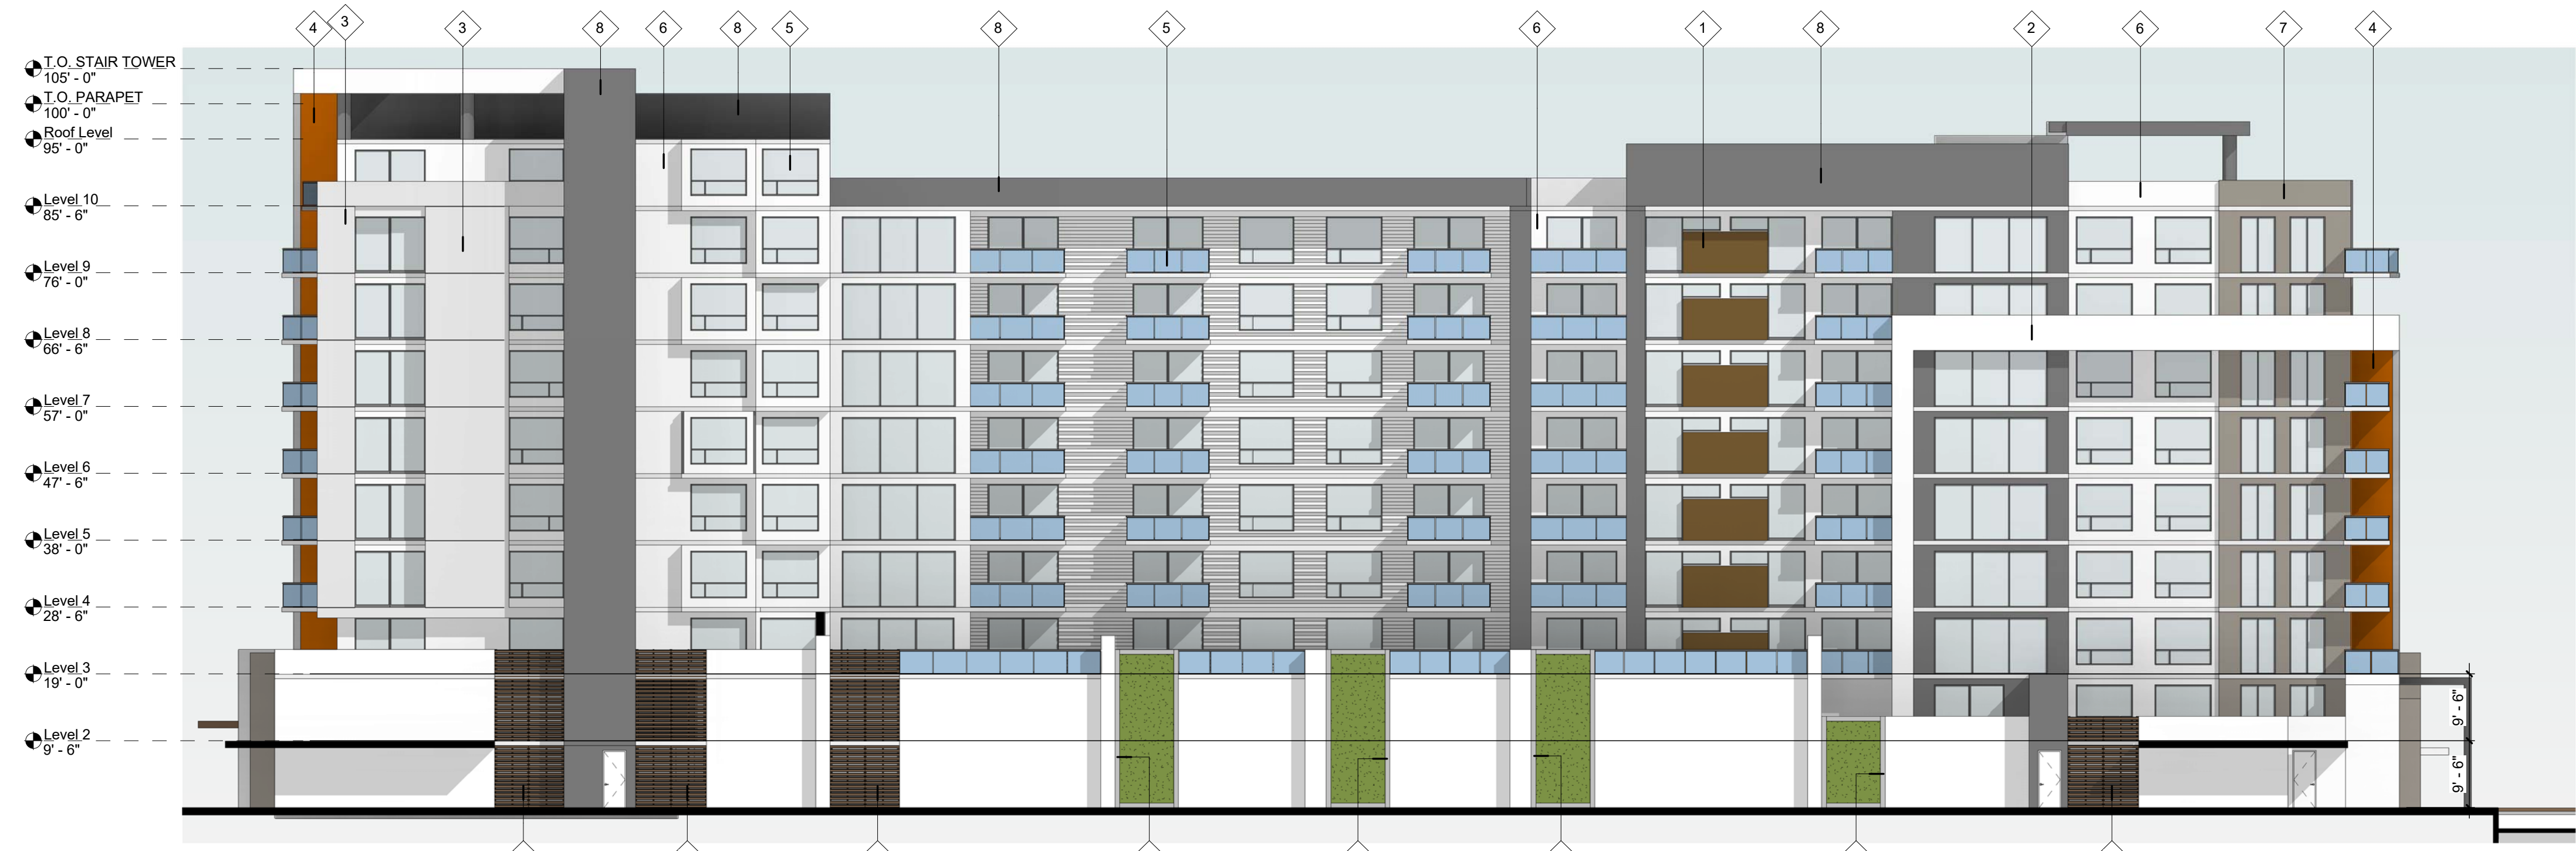 4
3
3
8
6
8
5
8
5
6
1
8
2
6
7
4
T.O. STAIR TOWER
105' - 0"
T.O. PARAPET
100' - 0"
Roof Level
95' - 0"
Level 10
85' - 6"
Level 9
76' - 0"
Level 8
66' - 6"
Level 7
57' - 0"
Level 6
47' - 6"
Level 5
38' - 0"
Level 4
28' - 6"
Level 3
19' - 0"
Level 2
9' - 6"
9' - 6"
9' - 6"